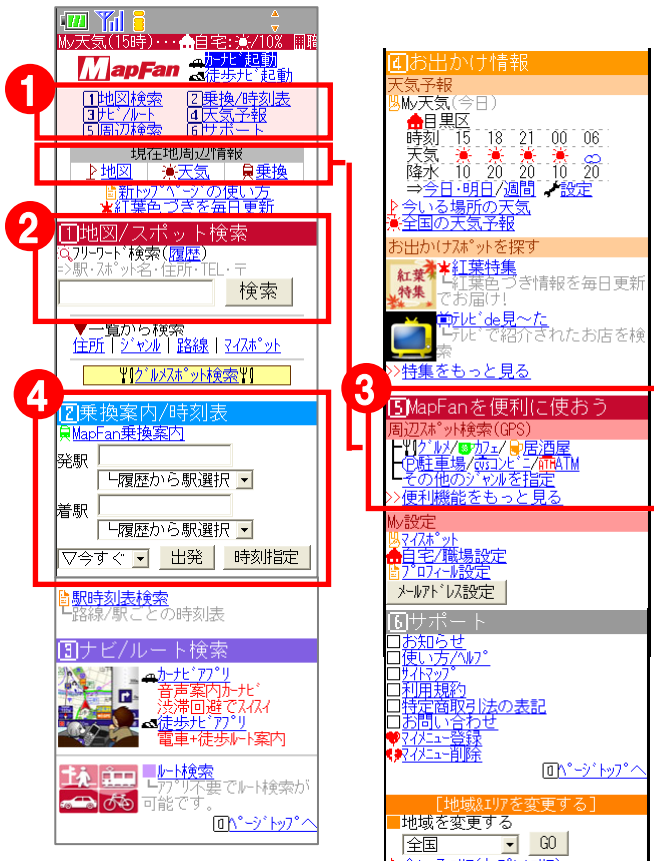 My天気(15時)・・・自宅:/10% 職
MapFan
ｶｰﾅﾋﾞ起動
徒歩ﾅﾋﾞ起動
1
1地図検索 2乗換/時刻表
3ﾅﾋﾞ/ﾙｰﾄ 4天気予報
5周辺検索 6サポート
現在地周辺情報
地図 天気 乗換
新ﾄｯﾌﾟﾍﾟｰｼﾞの使い方
紅葉色づきを毎日更新
2
1地図/スポット検索
ﾌﾘｰﾜｰﾄﾞ検索(履歴)
=>駅・ｽﾎﾟｯﾄ名・住所・TEL・〒
検索
▼一覧から検索
住所 | ｼﾞｬﾝﾙ | 路線 | ﾏｲｽﾎﾟｯﾄ
ｸﾞﾙﾒｽﾎﾟｯﾄ検索
4
2乗換案内/時刻表
MapFan乗換案内
発駅
└履歴から駅選択
着駅
└履歴から駅選択
▽今すぐ 出発 時刻指定
駅時刻表検索
└路線/駅ごとの時刻表
3ナビ/ルート検索
ｶｰﾅﾋﾞｱﾌﾟﾘ
音声案内ｶｰﾅﾋﾞ
渋滞回避でｽｲｽｲ
徒歩ﾅﾋﾞｱﾌﾟﾘ
電車+徒歩ﾙｰﾄ案内
ﾙｰﾄ検索
└ｱﾌﾟﾘ不要でﾙｰﾄ検索が
可能です。
0ﾍﾟｰｼﾞﾄｯﾌﾟへ
4お出かけ情報
天気予報
My天気(今日)
目黒区
時刻 15 18 21 00 06
天気
降水 10 20 20 10 20
⇒今日・明日/週間 設定
今いる場所の天気
全国の天気予報
お出かけｽﾎﾟｯﾄを探す
紅葉
特集
紅葉特集
└紅葉色づき情報を毎日更新
でお届け!
ﾃﾚﾋﾞde見〜た
└ﾃﾚﾋﾞで紹介されたお店を検
索
>>特集をもっと見る
3
5MapFanを便利に使おう
周辺ｽﾎﾟｯﾄ検索(GPS)
ｸﾞﾙﾒ/ｶﾌｪ/居酒屋
駐車場/ｺﾝﾋﾞﾆ/ATM
その他のｼﾞｬﾝﾙを指定
>>便利機能をもっと見る
My設定
ﾏｲｽﾎﾟｯﾄ
自宅/職場設定
ﾌﾟﾛﾌｨｰﾙ設定
ﾒｰﾙｱﾄﾞﾚｽ設定
6サポート
□お知らせ
□使い方/ﾍﾙﾌﾟ
□ｻｲﾄﾏｯﾌﾟ
□利用規約
□特定商取引法の表記
□お問い合わせ
ﾏｲﾒﾆｭｰ登録
ﾏｲﾒﾆｭｰ削除
0ﾍﾟｰｼﾞﾄｯﾌﾟへ
[地域&ｴﾘｱを変更する]
■地域を変更する
全国 GO